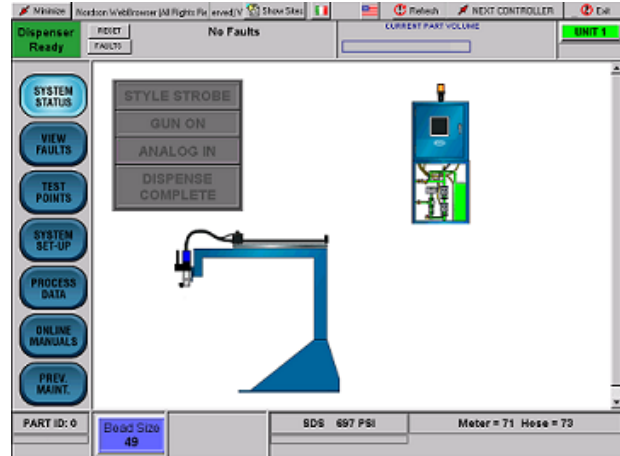 Minimize
Nordson WebBrowser (All Rights Re erved)V
Show Sites
Refresh
NEXT CONTROLLER
Exit
Dispenser
Ready
RESET
FAULTS
No Faults
CURRENT PART VOLUME
UNIT 1
SYSTEM
STATUS
VIEW
FAULTS
TEST
POINTS
SYSTEM
SET-UP
PROCESS
DATA
ONLINE
MANUALS
PREV.
MAINT.
STYLE STROBE
GUN ON
ANALOG IN
DISPENSE
COMPLETE
PART ID: 0
Bead Size
49
SDS 697 PSI
Meter = 71 Hose = 73